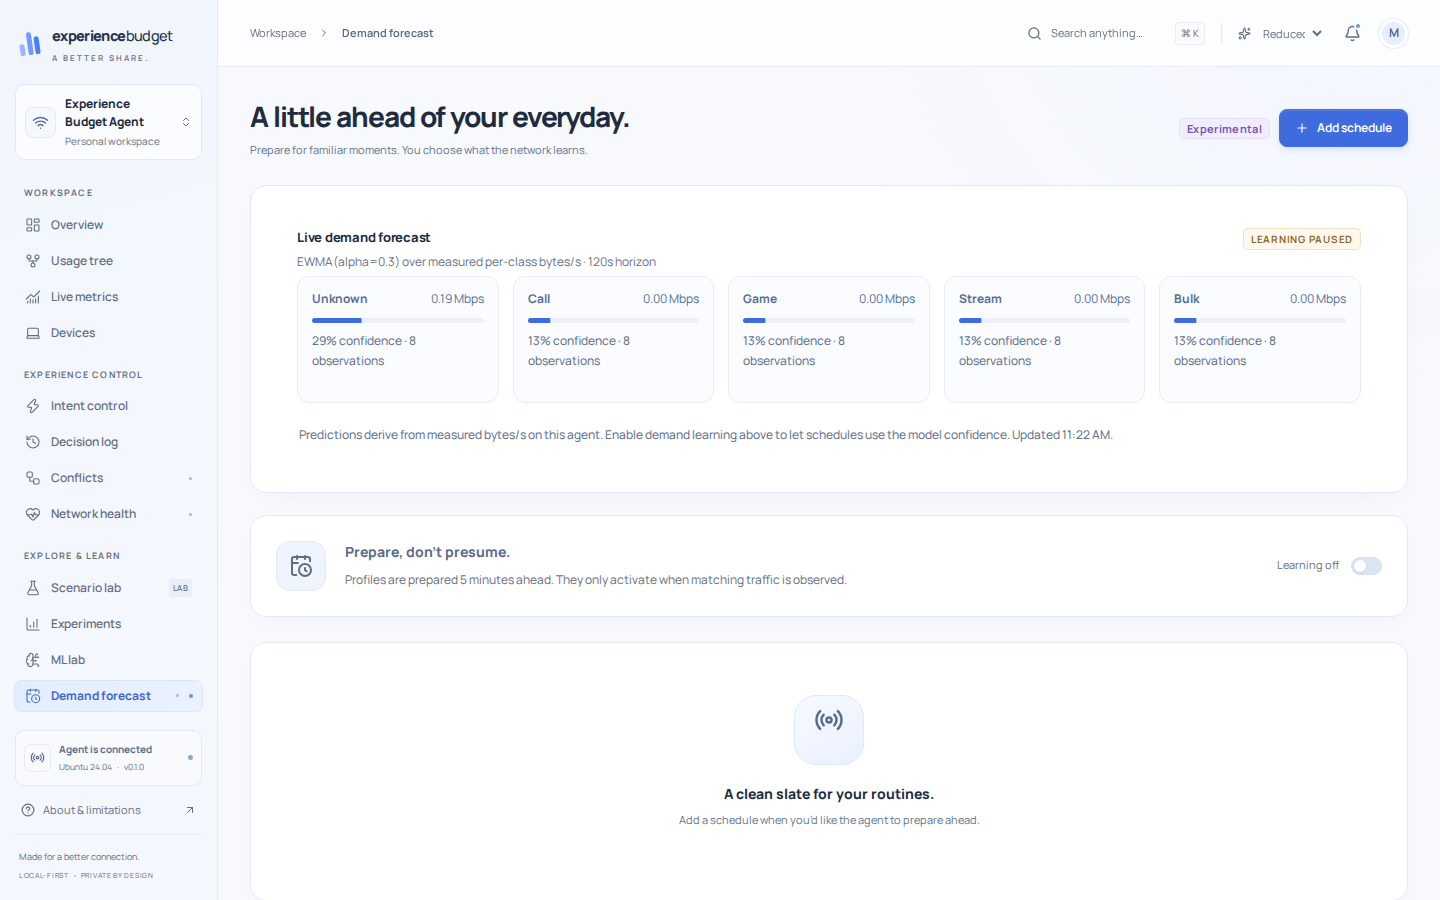 experiencebudget
A BETTER SHARE.
Experience
Budget Agent
Personal workspace
WORKSPACE
Overview
Usage tree
Live metrics
Devices
EXPERIENCE CONTROL
Intent control
Decision log
Conflicts
Network health
EXPLORE & LEARN
Scenario lab LAB
Experiments
ML lab
Demand forecast
Agent is connected
Ubuntu 24.04 · v0.1.0
About & limitations
Made for a better connection.
LOCAL-FIRST • PRIVATE BY DESIGN
Workspace > Demand forecast
Search anything... ⌘ K
Reduced
M
A little ahead of your everyday.
Prepare for familiar moments. You choose what the network learns.
Experimental
+ Add schedule
Live demand forecast
LEARNING PAUSED
EWMA (alpha=0.3) over measured per-class bytes/s · 120s horizon
Unknown 0.19 Mbps
29% confidence · 8
observations
Call 0.00 Mbps
13% confidence · 8
observations
Game 0.00 Mbps
13% confidence · 8
observations
Stream 0.00 Mbps
13% confidence · 8
observations
Bulk 0.00 Mbps
13% confidence · 8
observations
Predictions derive from measured bytes/s on this agent. Enable demand learning above to let schedules use the model confidence. Updated 11:22 AM.
Prepare, don't presume.
Profiles are prepared 5 minutes ahead. They only activate when matching traffic is observed.
Learning off
A clean slate for your routines.
Add a schedule when you'd like the agent to prepare ahead.